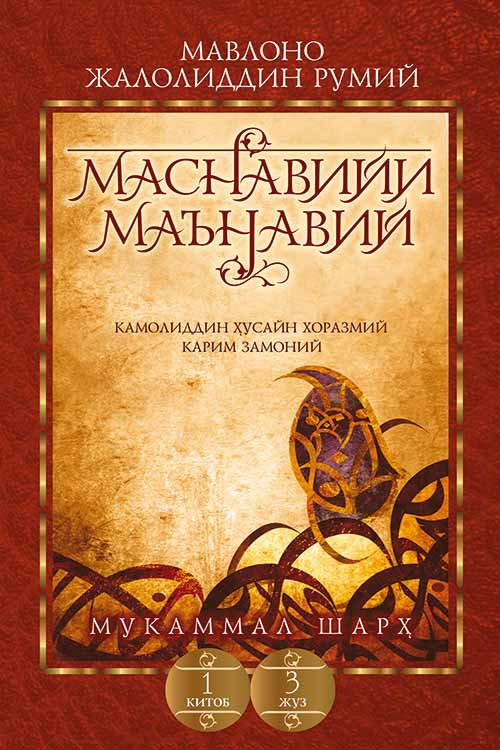 МАВЛОНО
ЖАЛОЛИДДИН РУМИЙ
МАСНАВИЙИ
МАЪНАВИЙ
КАМОЛИДДИН ҲУСАЙН ХОРАЗМИЙ
КАРИМ ЗАМОНИЙ
МУКАММАЛ ШАРҲ
1
КИТОБ
3
ЖУЗ